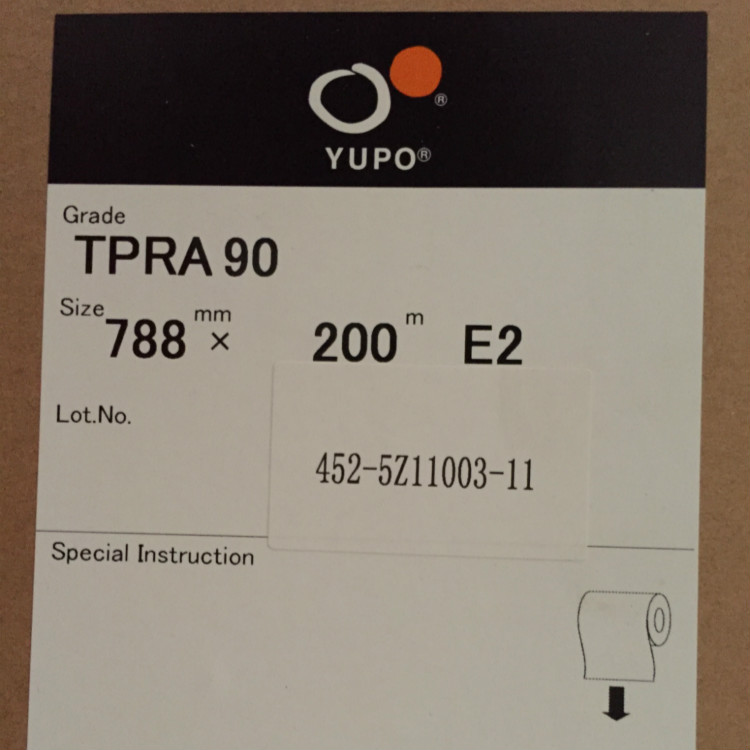 ®
YUPO®
Grade
TPRA 90
Size 788 mm × 200 m E2
Lot.No.
452-5Z11003-11
Special Instruction